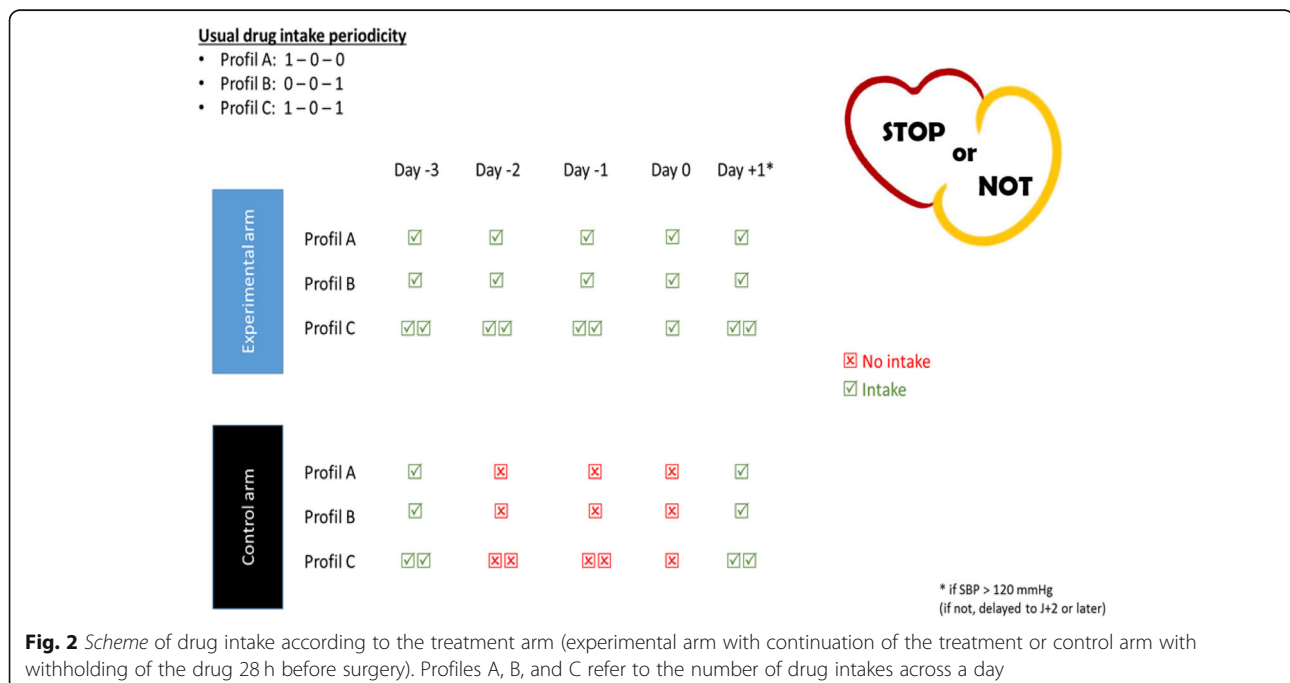 Usual drug intake periodicity
• Profil A: 1 – 0 – 0
• Profil B: 0 – 0 – 1
• Profil C: 1 – 0 – 1
STOP
or
NOT
Day -3 Day -2 Day -1 Day 0 Day +1*
Experimental arm
Profil A ☑ ☑ ☑ ☑ ☑
Profil B ☑ ☑ ☑ ☑ ☑
Profil C ☑☑ ☑☑ ☑☑ ☑ ☑☑
☒ No intake
☑ Intake
Control arm
Profil A ☑ ☒ ☒ ☒ ☑
Profil B ☑ ☒ ☒ ☒ ☑
Profil C ☑☑ ☒☒ ☒☒ ☒ ☑☑
* if SBP > 120 mmHg
(if not, delayed to J+2 or later)
Fig. 2 Scheme of drug intake according to the treatment arm (experimental arm with continuation of the treatment or control arm with
withholding of the drug 28 h before surgery). Profiles A, B, and C refer to the number of drug intakes across a day